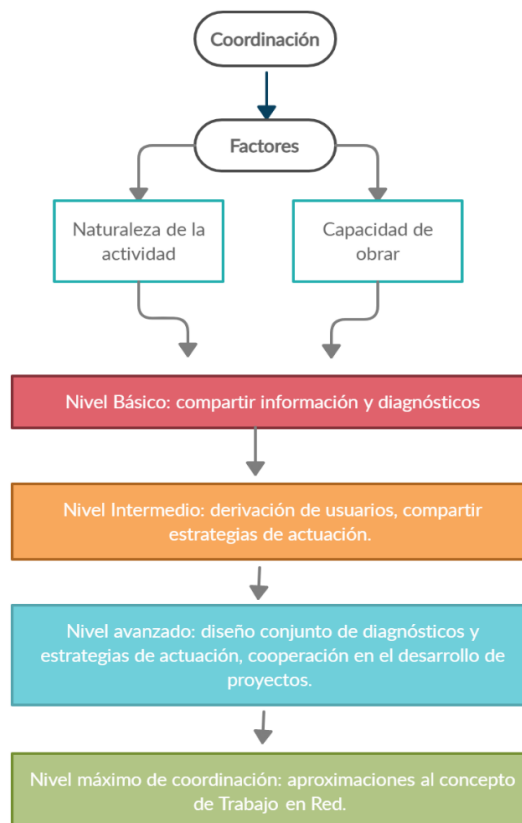 Coordinación
Factores
Naturaleza de la
actividad
Capacidad de
obrar
Nivel Básico: compartir información y diagnósticos
Nivel Intermedio: derivación de usuarios, compartir
estrategias de actuación.
Nivel avanzado: diseño conjunto de diagnósticos y
estrategias de actuación, cooperación en el desarrollo de
proyectos.
Nivel máximo de coordinación: aproximaciones al concepto
de Trabajo en Red.